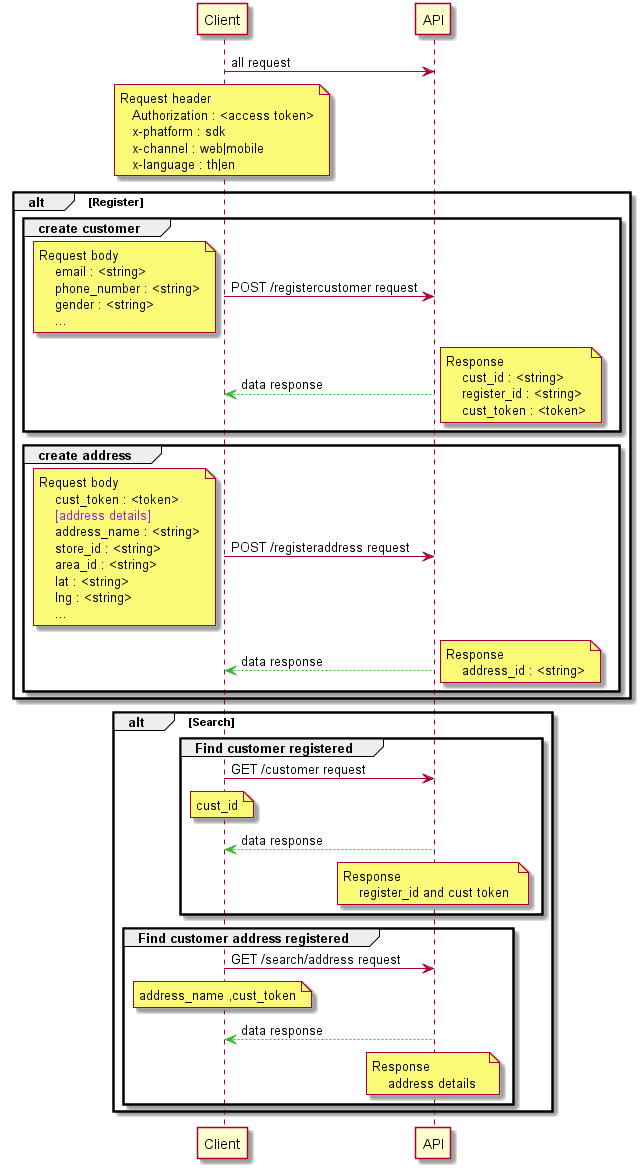 Client
API
all request
Request header
Authorization : <access token>
x-phatform : sdk
x-channel : web|mobile
x-language : th|en
alt
[Register]
create customer
Request body
email : <string>
phone_number : <string>
gender : <string>
...
POST /registercustomer request
Response
cust_id : <string>
register_id : <string>
cust_token : <token>
data response
create address
Request body
cust_token : <token>
[address details]
address_name : <string>
store_id : <string>
area_id : <string>
lat : <string>
lng : <string>
...
POST /registeraddress request
Response
address_id : <string>
data response
alt
[Search]
Find customer registered
GET /customer request
cust_id
data response
Response
register_id and cust token
Find customer address registered
GET /search/address request
address_name ,cust_token
data response
Response
address details
Client
API